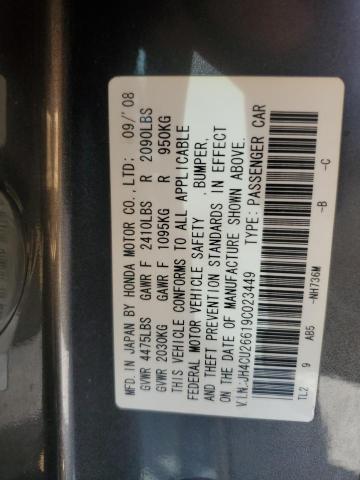 MFD. IN JAPAN BY HONDA MOTOR CO., LTD; 09/'08
GVWR 4475LBS GAWR F 2410LBS R 2090LBS
GVWR 2030KG GAWR F 1095KG R 950KG
THIS VEHICLE CONFORMS TO ALL APPLICABLE
FEDERAL MOTOR VEHICLE SAFETY , BUMPER,
AND THEFT PREVENTION STANDARDS IN EFFECT
ON THE DATE OF MANUFACTURE SHOWN ABOVE.
V.I.N.:JH4CU26619C023449 TYPE: PASSENGER CAR
TL2 9 AB5 -NH736M -B -C